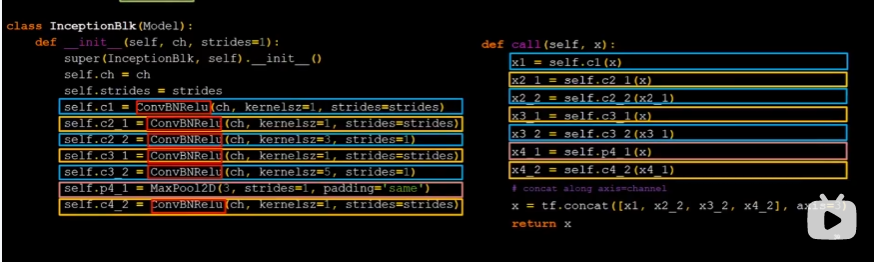 class InceptionBlk(Model):
def __init__(self, ch, strides=1):
super(InceptionBlk, self).__init__()
self.ch = ch
self.strides = strides
self.c1 = ConvBNRelu(ch, kernelsz=1, strides=strides)
self.c2_1 = ConvBNRelu(ch, kernelsz=1, strides=strides)
self.c2_2 = ConvBNRelu(ch, kernelsz=3, strides=1)
self.c3_1 = ConvBNRelu(ch, kernelsz=1, strides=strides)
self.c3_2 = ConvBNRelu(ch, kernelsz=5, strides=1)
self.p4_1 = MaxPool2D(3, strides=1, padding='same')
self.c4_2 = ConvBNRelu(ch, kernelsz=1, strides=strides)
def call(self, x):
x1 = self.c1(x)
x2_1 = self.c2_1(x)
x2_2 = self.c2_2(x2_1)
x3_1 = self.c3_1(x)
x3_2 = self.c3_2(x3_1)
x4_1 = self.p4_1(x)
x4_2 = self.c4_2(x4_1)
# concat along axis=channel
x = tf.concat([x1, x2_2, x3_2, x4_2], axis=3)
return x